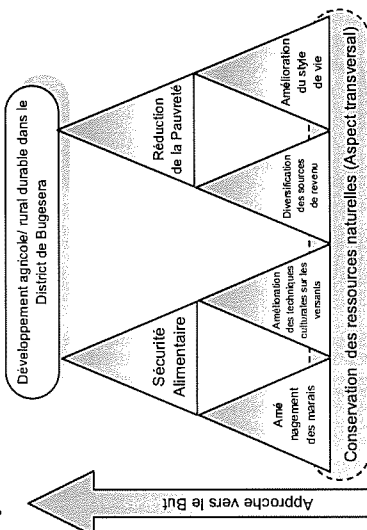 Développement agricole/ rural durable dans le
District de Bugesera
Sécurité
Alimentaire
Réduction
de la Pauvreté
Amé
nagement
des marais
Amélioration
des techniques
culturales sur les
versants
Diversification
des sources
de revenu
Amélioration
du style
de vie
Conservation des ressources naturelles (Aspect transversal)
Approche vers le But